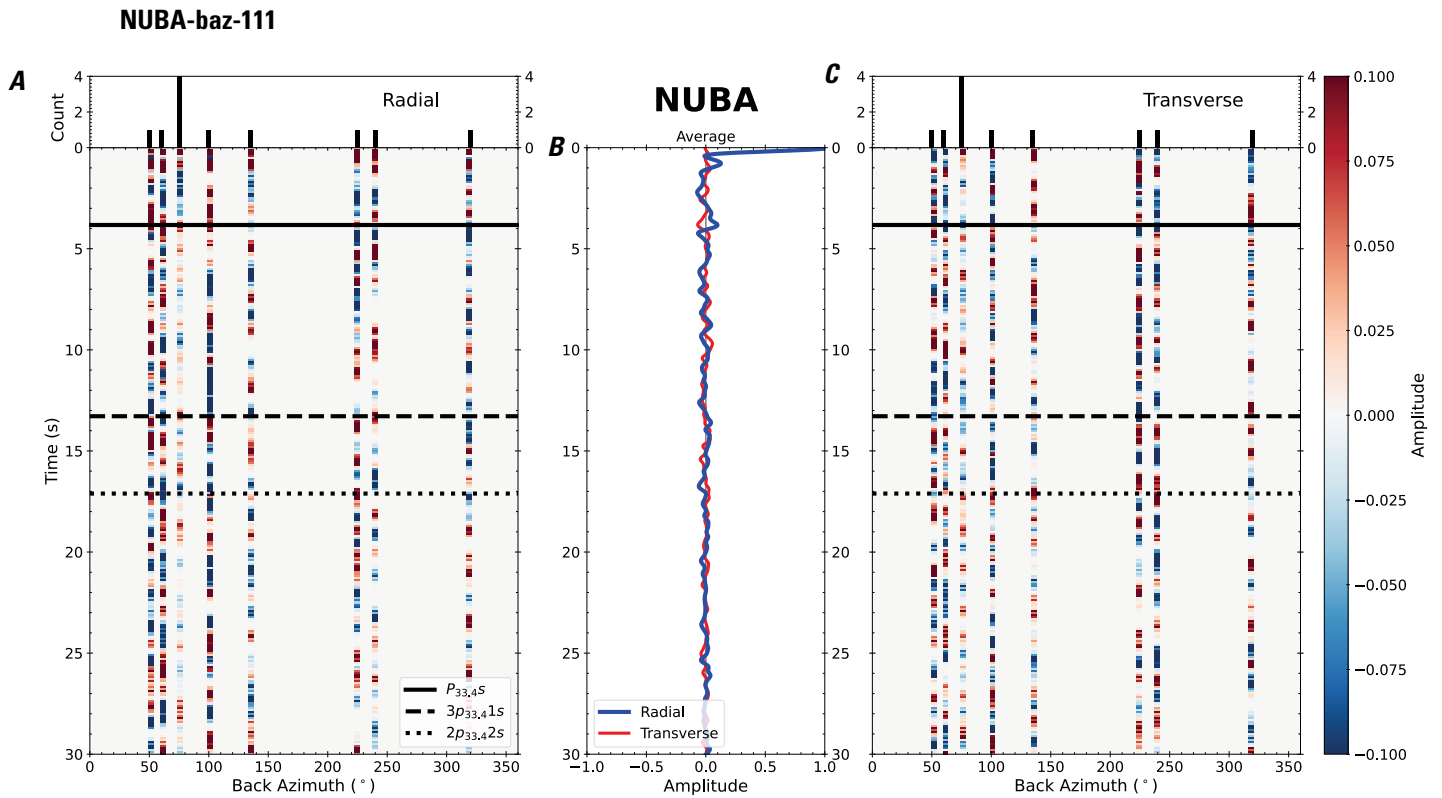 NUBA-baz-111
A
4
2
0
Count
Radial
4
2
0
NUBA
Average
B
C
4
2
0
Transverse
4
2
0
0
5
10
15
20
25
30
Time (s)
P33.4s
3p33.41s
2p33.42s
0
50
100
150
200
250
300
350
Back Azimuth (°)
0
5
10
15
20
25
30
Radial
Transverse
−1.0
−0.5
0.0
0.5
1.0
Amplitude
0
50
100
150
200
250
300
350
Back Azimuth (°)
0.100
0.075
0.050
0.025
0.000
−0.025
−0.050
−0.075
−0.100
Amplitude